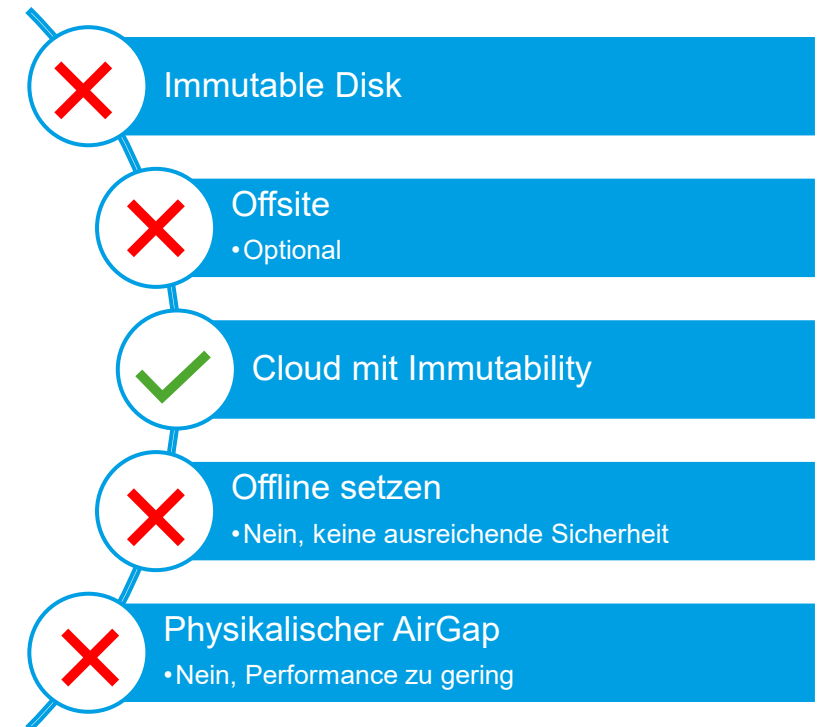 Immutable Disk
Offsite
•Optional
Cloud mit Immutability
Offline setzen
•Nein, keine ausreichende Sicherheit
Physikalischer AirGap
•Nein, Performance zu gering